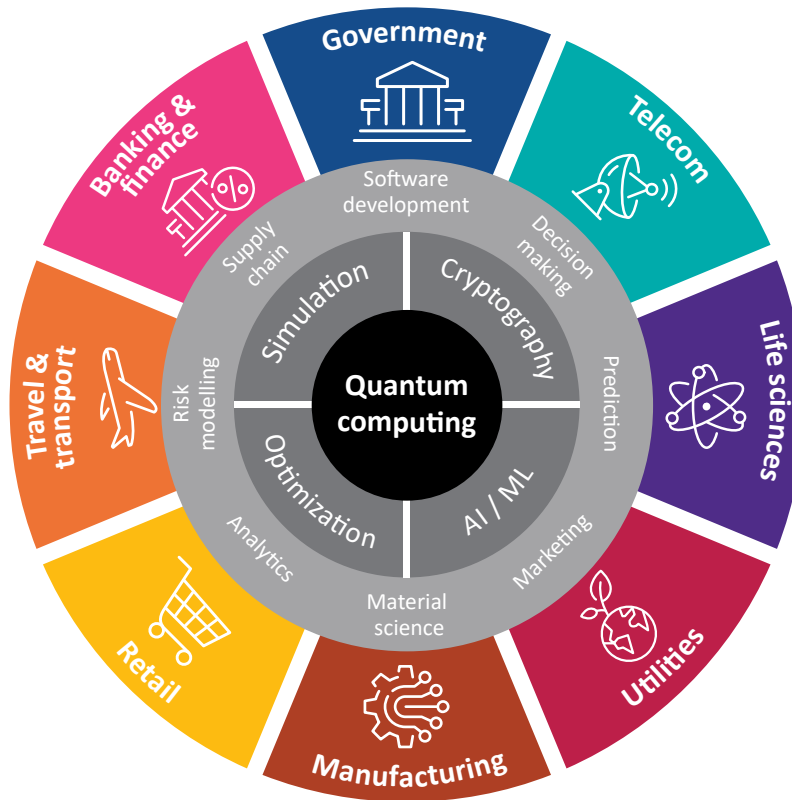 Government
Telecom
Life sciences
Utilities
Manufacturing
Retail
Travel &
transport
Banking &
finance
%
Software
development
Decision
making
Prediction
Marketing
Material
science
Analytics
Risk
modelling
Supply
chain
Simulation
Cryptography
AI / ML
Optimization
Quantum
computing